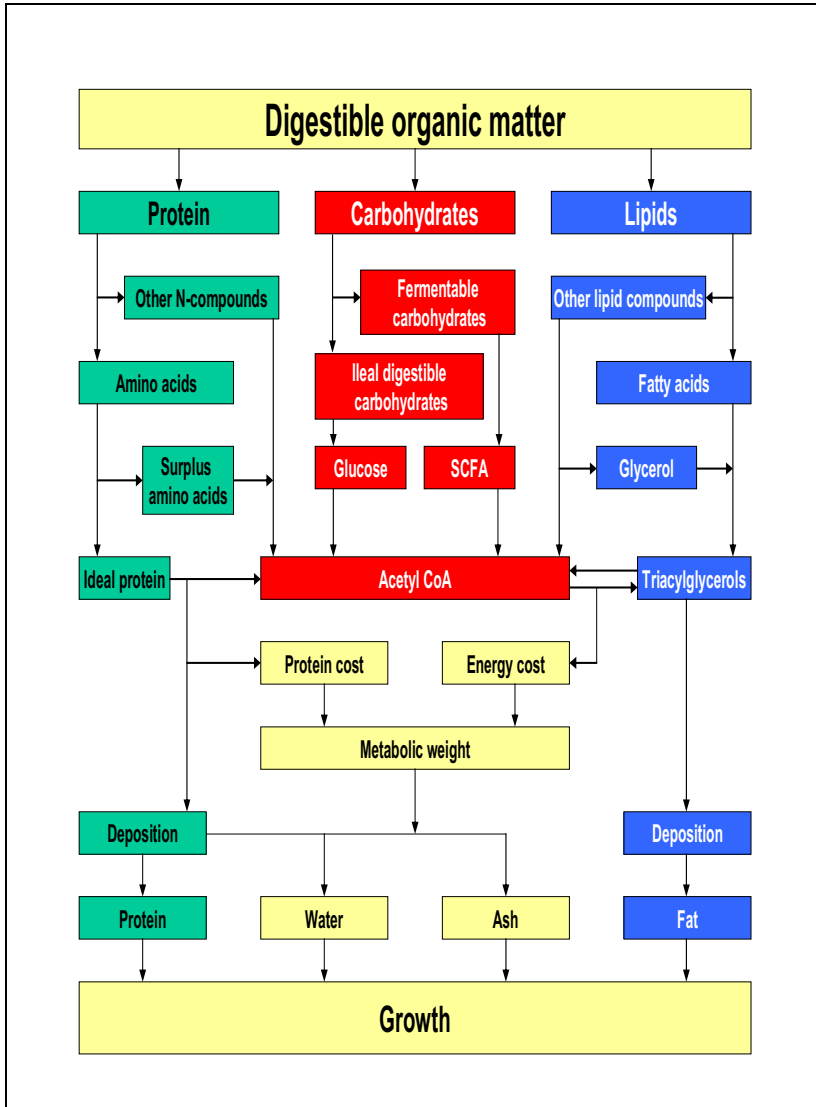 Digestible organic matter
Protein
Carbohydrates
Lipids
Other N-compounds
Fermentable
carbohydrates
Other lipid compounds
Amino acids
Ileal digestible
carbohydrates
Fatty acids
Surplus
amino acids
Glucose
SCFA
Glycerol
Ideal protein
Acetyl CoA
Triacylglycerols
Protein cost
Energy cost
Metabolic weight
Deposition
Deposition
Protein
Water
Ash
Fat
Growth